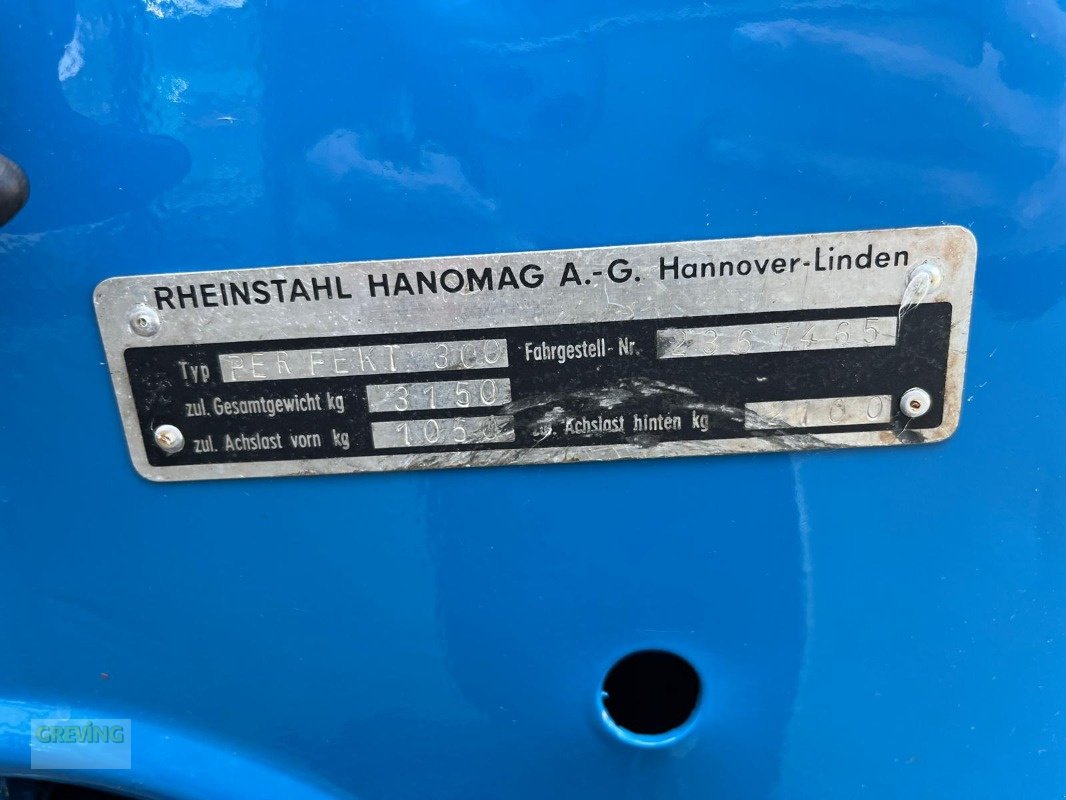 RHEINSTAHL HANOMAG A.-G. Hannover-Linden
Typ PERFEKT 300 Fahrgestell-Nr. 2367465
zul. Gesamtgewicht kg 3150
zul. Achslast vorn kg 1050 Achslast hinten kg
GREVING